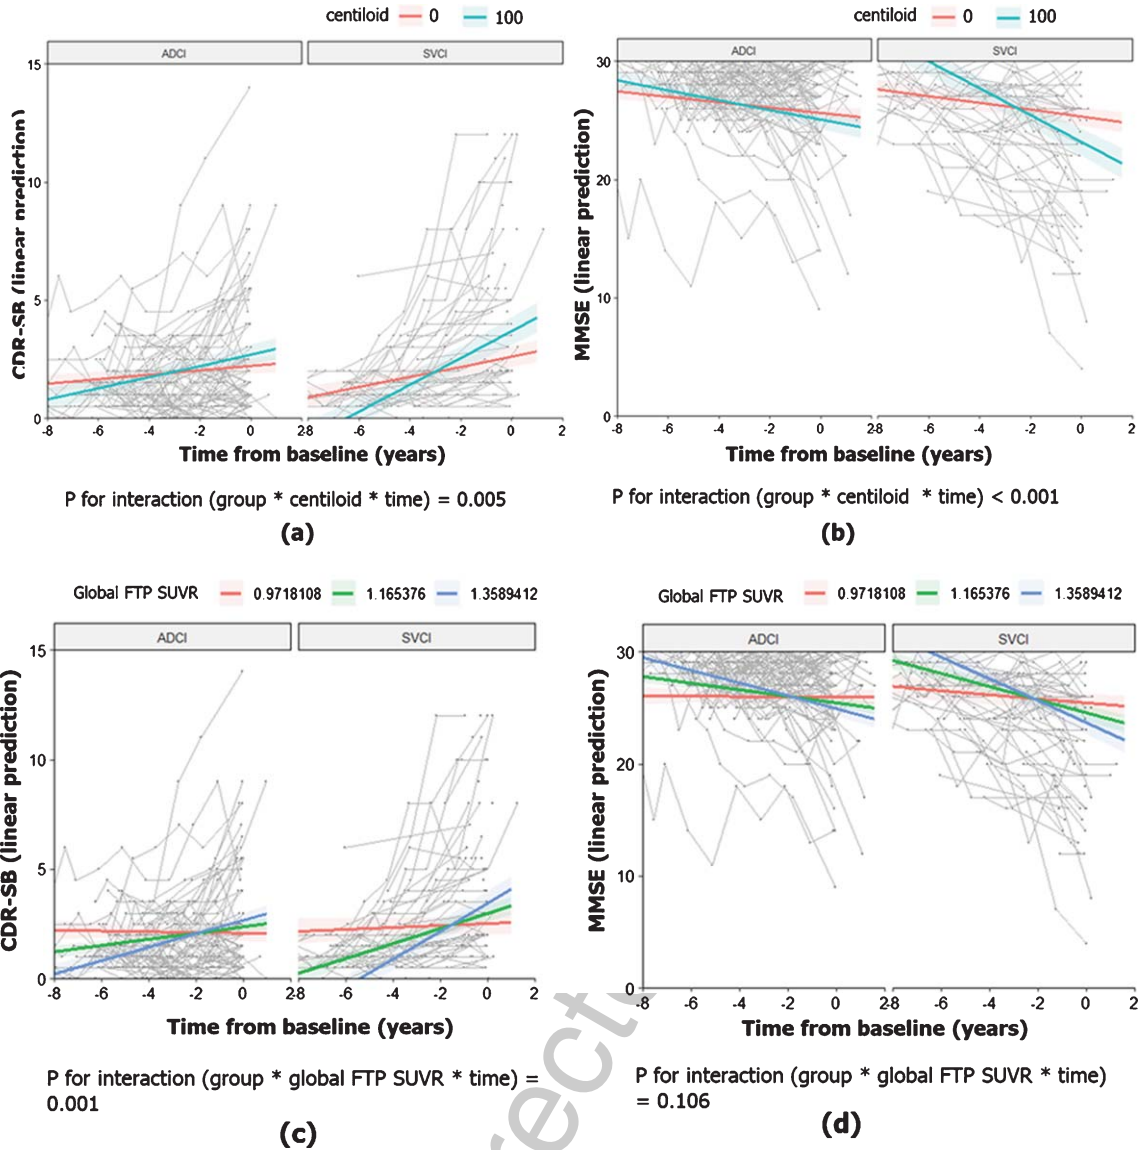 centiloid 0 100
ADCI SVCI
15
10
5
0
CDR-SB (linear prediction)
-8 -6 -4 -2 0 2 -8 -6 -4 -2 0 2
Time from baseline (years)
P for interaction (group * centiloid * time) = 0.005
(a)
centiloid 0 100
ADCI SVCI
30
20
10
0
MMSE (linear prediction)
-8 -6 -4 -2 0 2 -8 -6 -4 -2 0 2
Time from baseline (years)
P for interaction (group * centiloid * time) < 0.001
(b)
Global FTP SUVR 0.9718108 1.165376 1.3589412
ADCI SVCI
15
10
5
0
CDR-SB (linear prediction)
-8 -6 -4 -2 0 2 -8 -6 -4 -2 0 2
Time from baseline (years)
P for interaction (group * global FTP SUVR * time) =
0.001
(c)
Global FTP SUVR 0.9718108 1.165376 1.3589412
ADCI SVCI
30
20
10
0
MMSE (linear prediction)
-8 -6 -4 -2 0 2 -8 -6 -4 -2 0 2
Time from baseline (years)
P for interaction (group * global FTP SUVR * time)
= 0.106
(d)